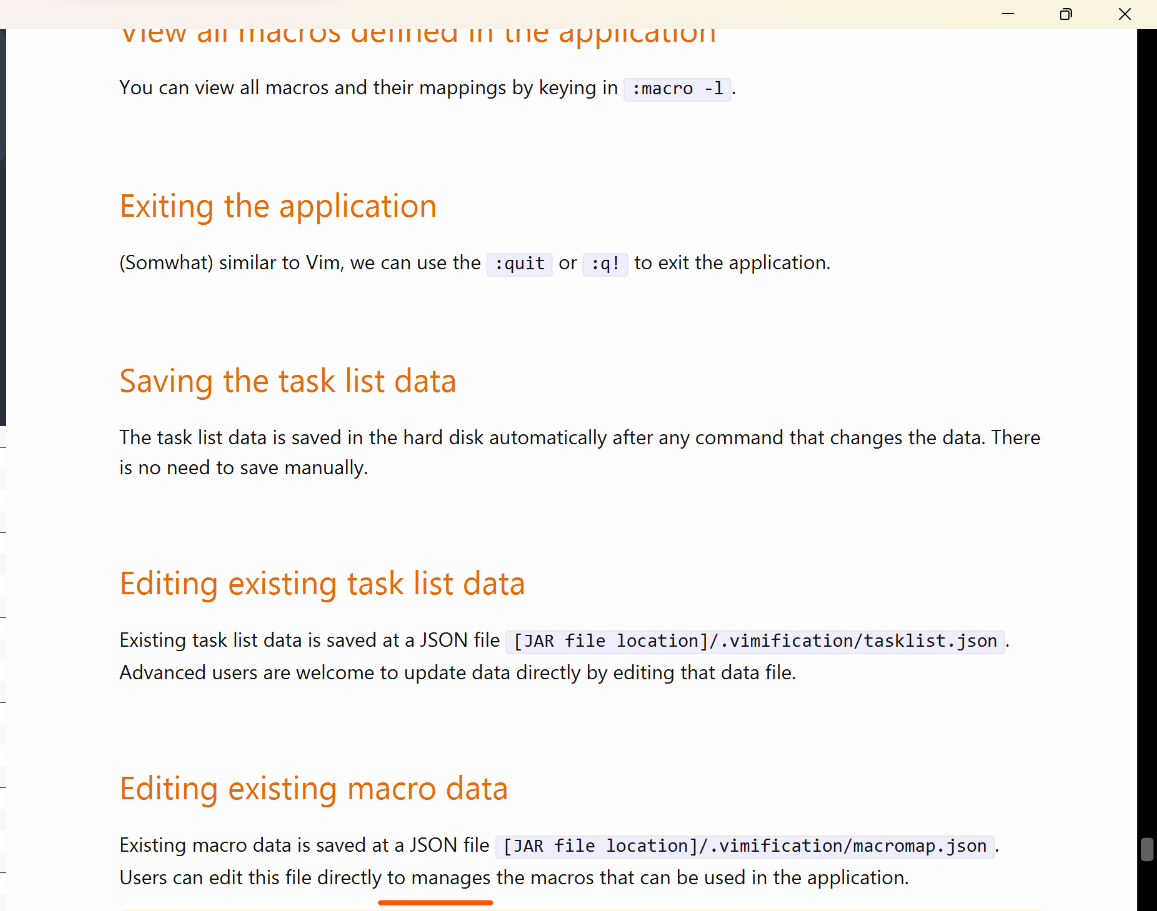 View all macros defined in the application
You can view all macros and their mappings by keying in :macro -l.
Exiting the application
(Somwhat) similar to Vim, we can use the :quit or :q! to exit the application.
Saving the task list data
The task list data is saved in the hard disk automatically after any command that changes the data. There
is no need to save manually.
Editing existing task list data
Existing task list data is saved at a JSON file [JAR file location]/.vimification/tasklist.json.
Advanced users are welcome to update data directly by editing that data file.
Editing existing macro data
Existing macro data is saved at a JSON file [JAR file location]/.vimification/macromap.json.
Users can edit this file directly to manages the macros that can be used in the application.